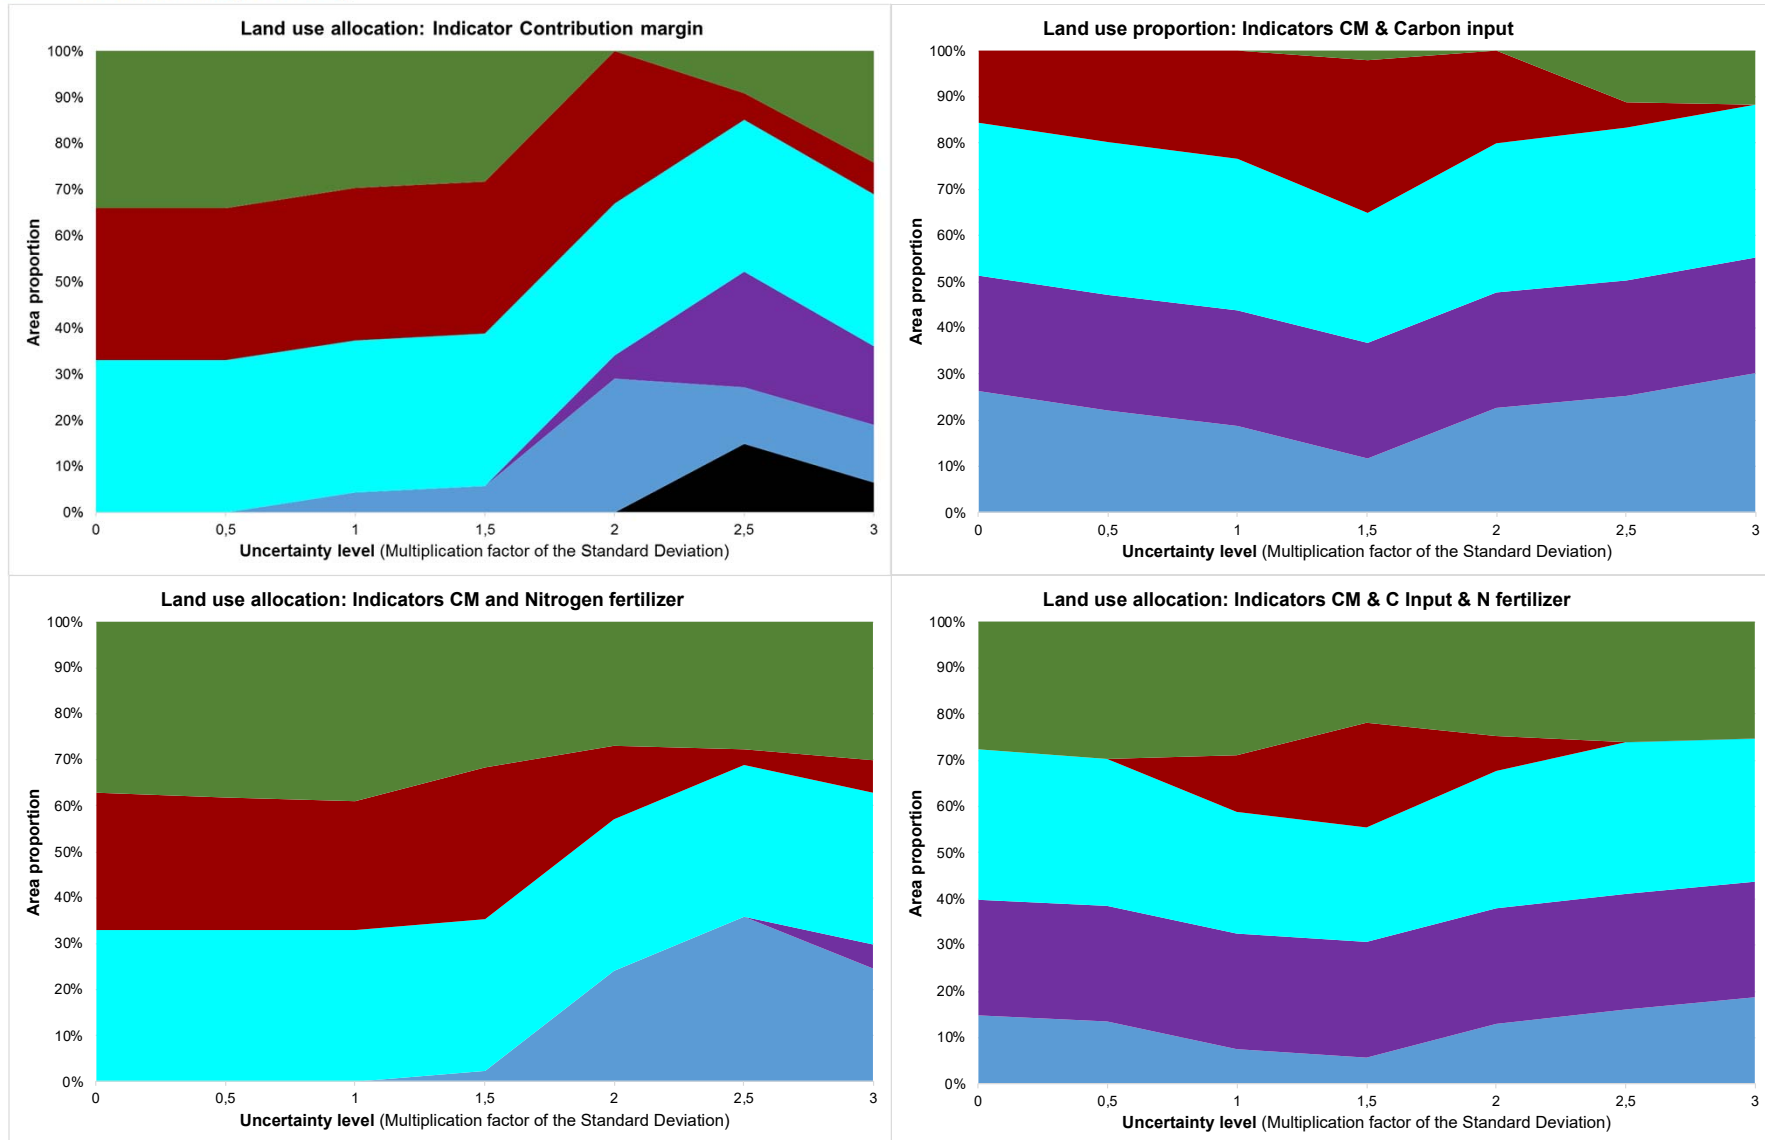 Land use allocation: Indicator Contribution margin
100%
90%
80%
70%
60%
50%
40%
30%
20%
10%
0%
Area proportion
0 0,5 1 1,5 2 2,5 3
Uncertainty level (Multiplication factor of the Standard Deviation)
Land use proportion: Indicators CM & Carbon input
100%
90%
80%
70%
60%
50%
40%
30%
20%
10%
0%
Area proportion
0 0,5 1 1,5 2 2,5 3
Uncertainty level (Multiplication factor of the Standard Deviation)
Land use allocation: Indicators CM and Nitrogen fertilizer
100%
90%
80%
70%
60%
50%
40%
30%
20%
10%
0%
Area proportion
0 0,5 1 1,5 2 2,5 3
Uncertainty level (Multiplication factor of the Standard Deviation)
Land use allocation: Indicators CM & C Input & N fertilizer
100%
90%
80%
70%
60%
50%
40%
30%
20%
10%
0%
Area proportion
0 0,5 1 1,5 2 2,5 3
Uncertainty level (Multiplication factor of the Standard Deviation)